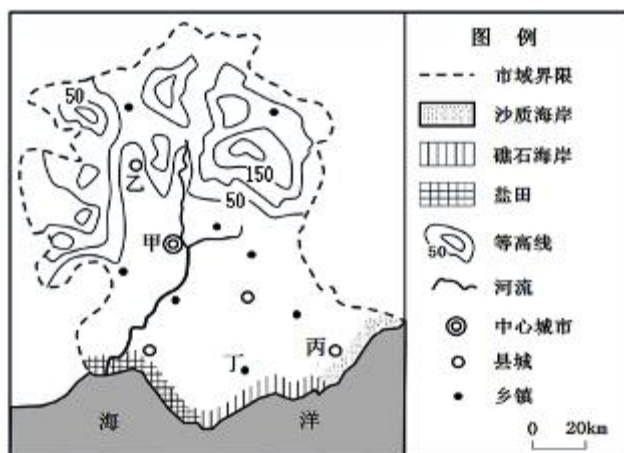 50
乙
150
50
甲
丁
丙
海 洋
图 例
市域界限
沙质海岸
礁石海岸
盐田
50 等高线
河流
中心城市
县城
乡镇
0 20km